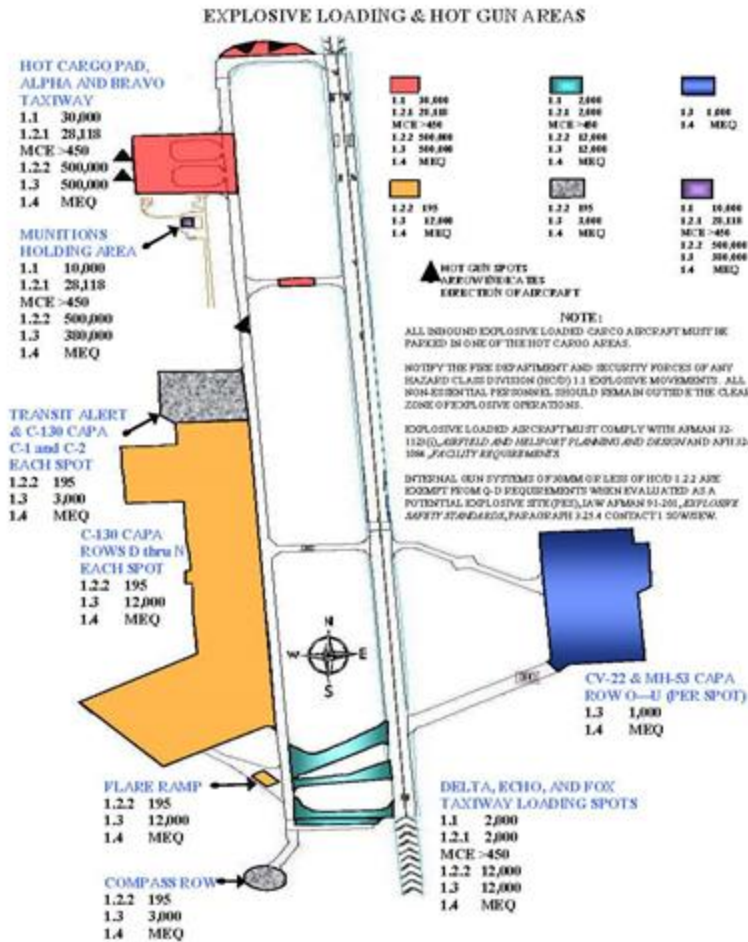 EXPLOSIVE LOADING & HOT GUN AREAS
HOT CARGO PAD,
ALPHA AND BRAVO
TAXIWAY
1.1 30,000
1.2.1 28,118
MCE >450
1.2.2 500,000
1.3 500,000
1.4 MEQ
MUNITIONS
HOLDING AREA
1.1 10,000
1.2.1 28,118
MCE >450
1.2.2 500,000
1.3 380,000
1.4 MEQ
TRANSIT ALERT
& C-130 CAPA
C-1 and C-2
EACH SPOT
1.2.2 195
1.3 3,000
1.4 MEQ
C-130 CAPA
ROWS D thru N
EACH SPOT
1.2.2 195
1.3 12,000
1.4 MEQ
FLARE RAMP
1.2.2 195
1.3 12,000
1.4 MEQ
COMPASS ROW
1.2.2 195
1.3 3,000
1.4 MEQ
1.1 30,000
1.2.1 28,118
MCE >450
1.2.2 500,000
1.3 500,000
1.4 MEQ
1.1 2,000
1.2.1 2,000
MCE >450
1.2.2 12,000
1.3 12,000
1.4 MEQ
1.3 1,000
1.4 MEQ
1.2.2 195
1.3 12,000
1.4 MEQ
1.2.2 195
1.3 3,000
1.4 MEQ
1.1 10,000
1.2.1 28,118
MCE >450
1.2.2 500,000
1.3 380,000
1.4 MEQ
HOT GUN SPOTS
ARROW INDICATES
DIRECTION OF AIRCRAFT
NOTE:
ALL INBOUND EXPLOSIVE LOADED CARGO AIRCRAFT MUST BE
PARKED IN ONE OF THE HOT CARGO AREAS.
NOTIFY THE FIRE DEPARTMENT AND SECURITY FORCES OF ANY
HAZARD CLASS DIVISION (HC/D) 1.1 EXPLOSIVE MOVEMENTS. ALL
NON-ESSENTIAL PERSONNEL SHOULD REMAIN OUTSIDE THE CLEAR
ZONE OF EXPLOSIVE OPERATIONS.
EXPLOSIVE LOADED AIRCRAFT MUST COMPLY WITH AFMAN 32-
AIRFIELD AND HELIPORT PLANNING AND DESIGN AND AFH 32-
1084, FACILITY REQUIREMENTS
INTERNAL GUN SYSTEMS OF 30MM OR LESS OF HC/D 1.2.2 ARE
EXEMPT FROM Q-D REQUIREMENTS WHEN EVALUATED AS A
POTENTIAL EXPLOSIVE SITE (PES), IAW AFMAN 91-201, EXPLOSIVE
SAFETY STANDARDS, PARAGRAPH 3.25.4 CONTACT 1 SOW/SEW.
N
W E
S
CV-22 & MH-53 CAPA
ROW O—U (PER SPOT)
1.3 1,000
1.4 MEQ
DELTA, ECHO, AND FOX
TAXIWAY LOADING SPOTS
1.1 2,000
1.2.1 2,000
MCE >450
1.2.2 12,000
1.3 12,000
1.4 MEQ